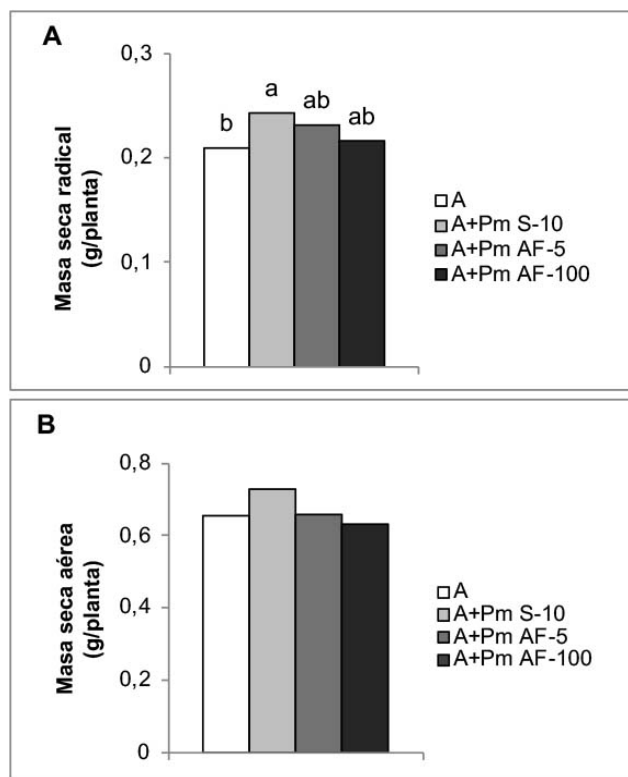 A
Masa seca radical
(g/planta)
0,3
0,2
0,1
0
b
a
ab
ab
A
A+Pm S-10
A+Pm AF-5
A+Pm AF-100
B
Masa seca aérea
(g/planta)
0,8
0,6
0,4
0,2
0
A
A+Pm S-10
A+Pm AF-5
A+Pm AF-100